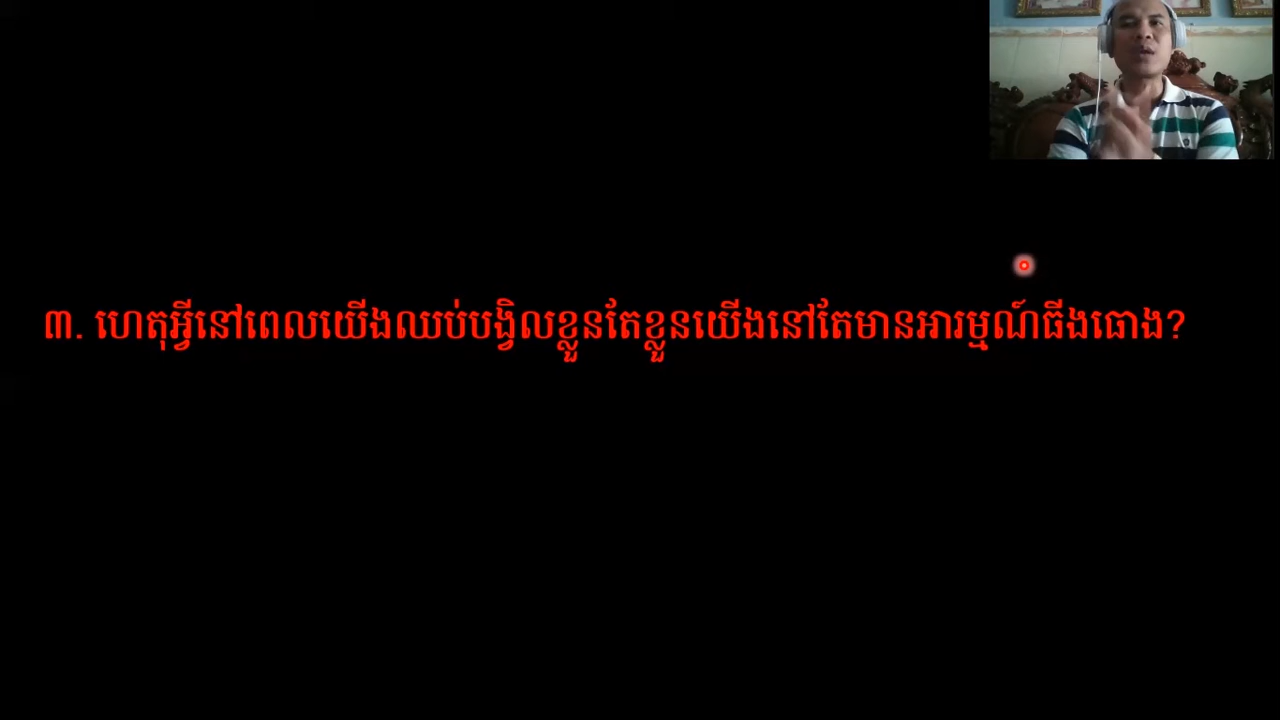 ៣. ហេតុអ្វីនៅពេលយើងឈប់បង្វិលខ្លួនតែខ្លួនយើងនៅតែមានអារម្មណ៍ធីងធោង?